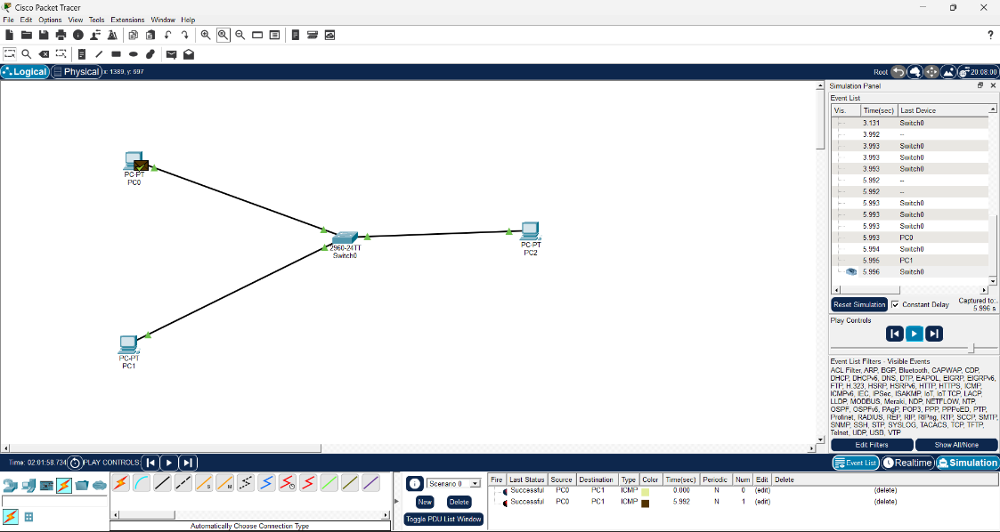 Cisco Packet Tracer
File Edit Options View Tools Extensions Window Help
?
Logical Physical x: 1389, y: 697 Root 20:08:00
Simulation Panel
Event List
Vis. Time(sec) Last Device
3.131 Switch0
3.992 --
3.993 Switch0
3.993 Switch0
3.993 Switch0
5.992 --
5.992 --
5.993 Switch0
5.993 Switch0
5.993 Switch0
5.993 PC0
5.994 Switch0
5.995 PC1
5.996 Switch0
Reset Simulation Constant Delay Captured to:
5.996 s
Play Controls
Event List Filters - Visible Events
ACL Filter, ARP, BGP, Bluetooth, CAPWAP, CDP,
DHCP, DHCPv6, DNS, DTP, EAPOL, EIGRP, EIGRPv6,
FTP, H.323, HSRP, HSRPv6, HTTP, HTTPS, ICMP,
ICMPv6, IEC, IPSec, ISAKMP, IoT, IoT TCP, LACP,
LLDP, MODBUS, Meraki, NDP, NETFLOW, NTP,
OSPF, OSPFv6, PAgP, POP3, PPP, PPPoED, PTP,
Profinet, RADIUS, REP, RIP, RIPng, RTP, SCCP, SMTP,
SNMP, SSH, STP, SYSLOG, TACACS, TCP, TFTP,
Telnet, UDP, USB, VTP
Edit Filters Show All/None
PC-PT
PC0
2960-24TT
Switch0
PC-PT
PC2
PC-PT
PC1
Time: 02:01:58.734 PLAY CONTROLS: Event List Realtime Simulation
Automatically Choose Connection Type
Scenario 0
New Delete
Toggle PDU List Window
Fire Last Status Source Destination Type Color Time(sec) Periodic Num Edit Delete
Successful PC0 PC1 ICMP 0.000 N 0 (edit) (delete)
Successful PC0 PC1 ICMP 5.992 N 1 (edit) (delete)